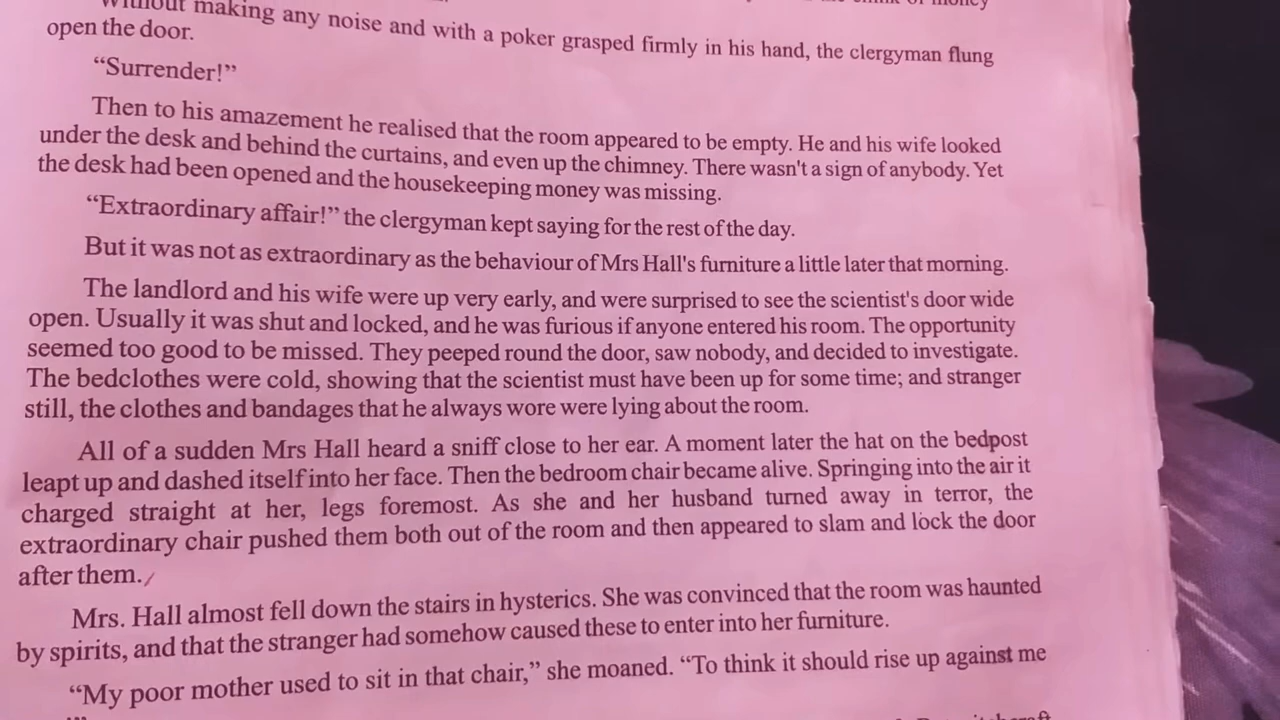 Without making any noise and with a poker grasped firmly in his hand, the clergyman flung
open the door.
“Surrender!”
Then to his amazement he realised that the room appeared to be empty. He and his wife looked
under the desk and behind the curtains, and even up the chimney. There wasn't a sign of anybody. Yet
the desk had been opened and the housekeeping money was missing.
“Extraordinary affair!” the clergyman kept saying for the rest of the day.
But it was not as extraordinary as the behaviour of Mrs Hall's furniture a little later that morning.
The landlord and his wife were up very early, and were surprised to see the scientist's door wide
open. Usually it was shut and locked, and he was furious if anyone entered his room. The opportunity
seemed too good to be missed. They peeped round the door, saw nobody, and decided to investigate.
The bedclothes were cold, showing that the scientist must have been up for some time; and stranger
still, the clothes and bandages that he always wore were lying about the room.
All of a sudden Mrs Hall heard a sniff close to her ear. A moment later the hat on the bedpost
leapt up and dashed itself into her face. Then the bedroom chair became alive. Springing into the air it
charged straight at her, legs foremost. As she and her husband turned away in terror, the
extraordinary chair pushed them both out of the room and then appeared to slam and lock the door
after them.
Mrs. Hall almost fell down the stairs in hysterics. She was convinced that the room was haunted
by spirits, and that the stranger had somehow caused these to enter into her furniture.
“My poor mother used to sit in that chair,” she moaned. “To think it should rise up against me